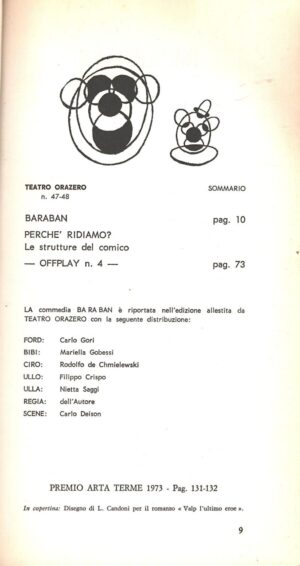 TEATRO ORAZERO SOMMARIO
n. 47-48
BARABAN pag. 10
PERCHE' RIDIAMO?
Le strutture del comico
— OFFPLAY n. 4 — pag. 73
LA commedia BA RA BAN è riportata nell'edizione allestita da
TEATRO ORAZERO con la seguente distribuzione:
FORD: Carlo Gori
BIBI: Mariella Gobessi
CIRO: Rodolfo de Chmielewski
ULLO: Filippo Crispo
ULLA: Nietta Saggi
REGIA: dell'Autore
SCENE: Carlo Deison
PREMIO ARTA TERME 1973 - Pag. 131-132
In copertina: Disegno di L. Candoni per il romanzo « Valp l'ultimo eroe ».
9